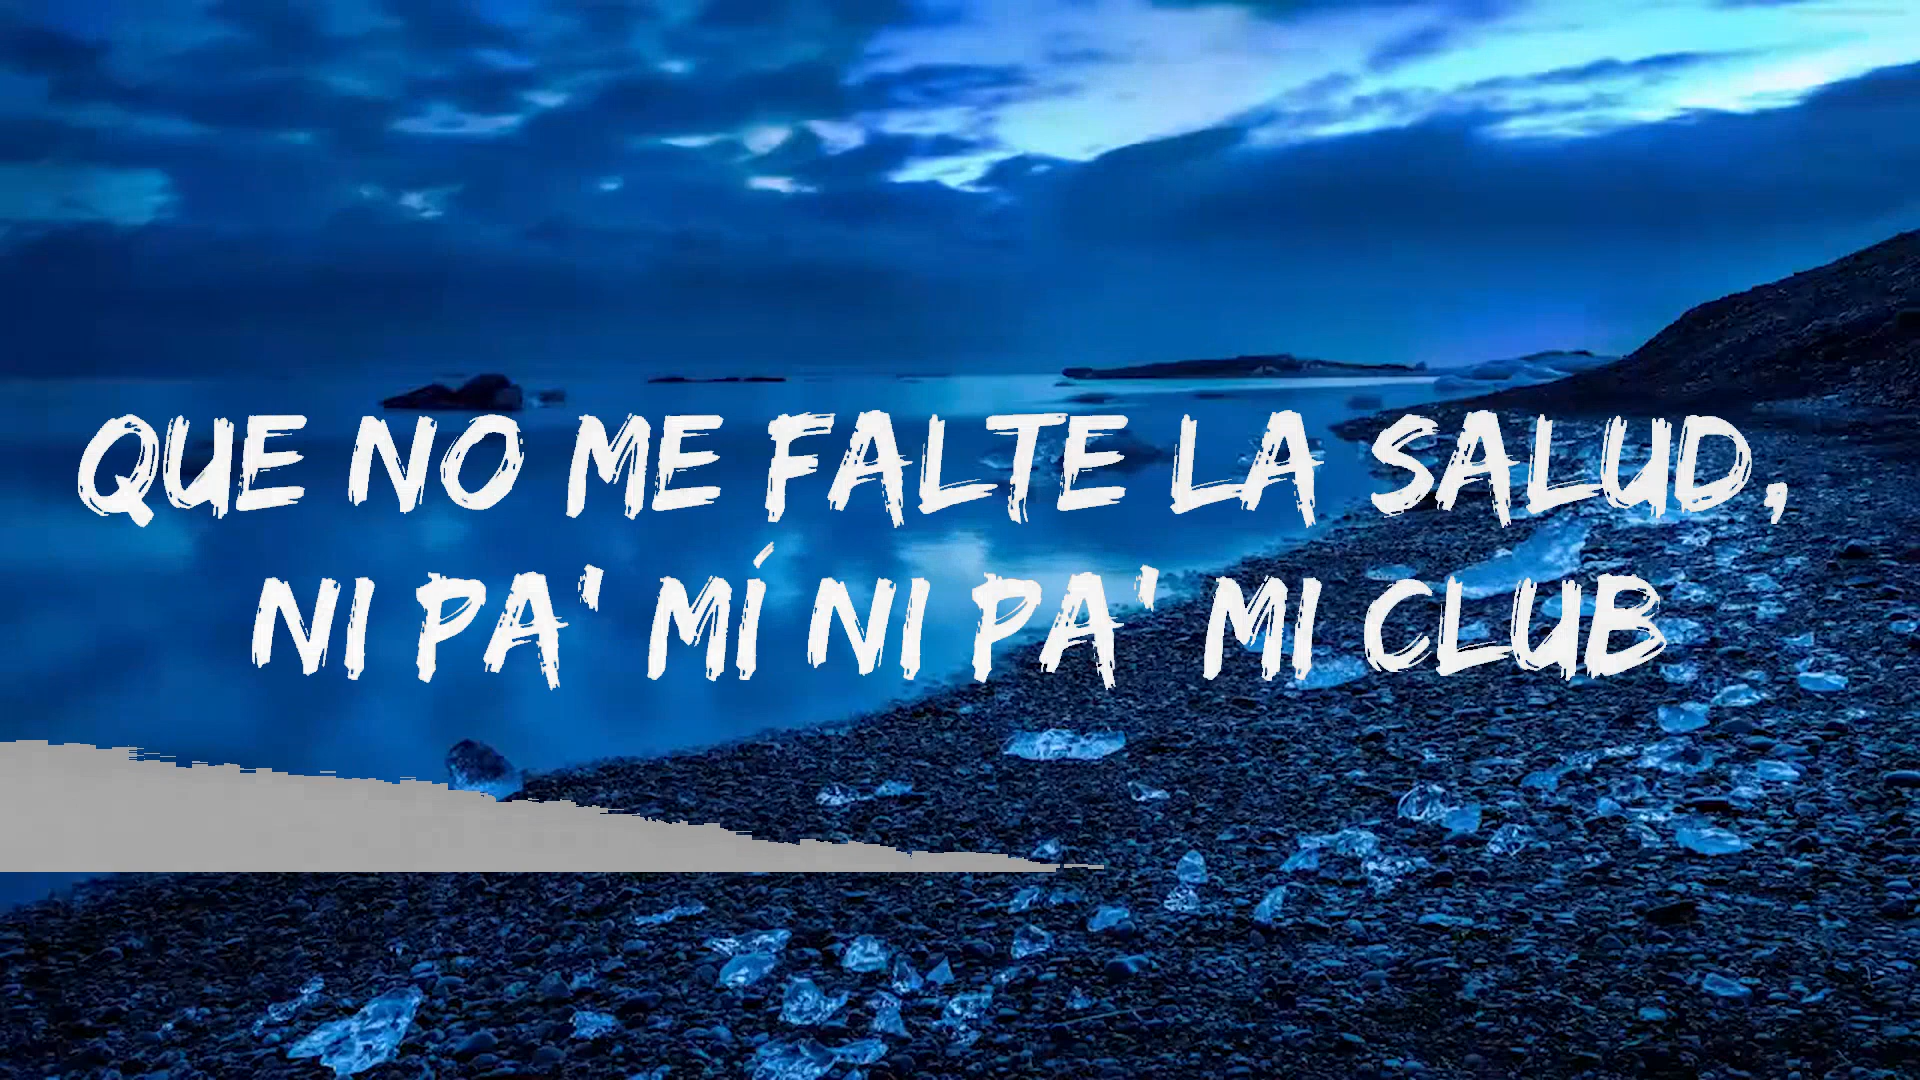 QUE NO ME FALTE LA SALUD,
NI PA' MÍ NI PA' MI CLUB